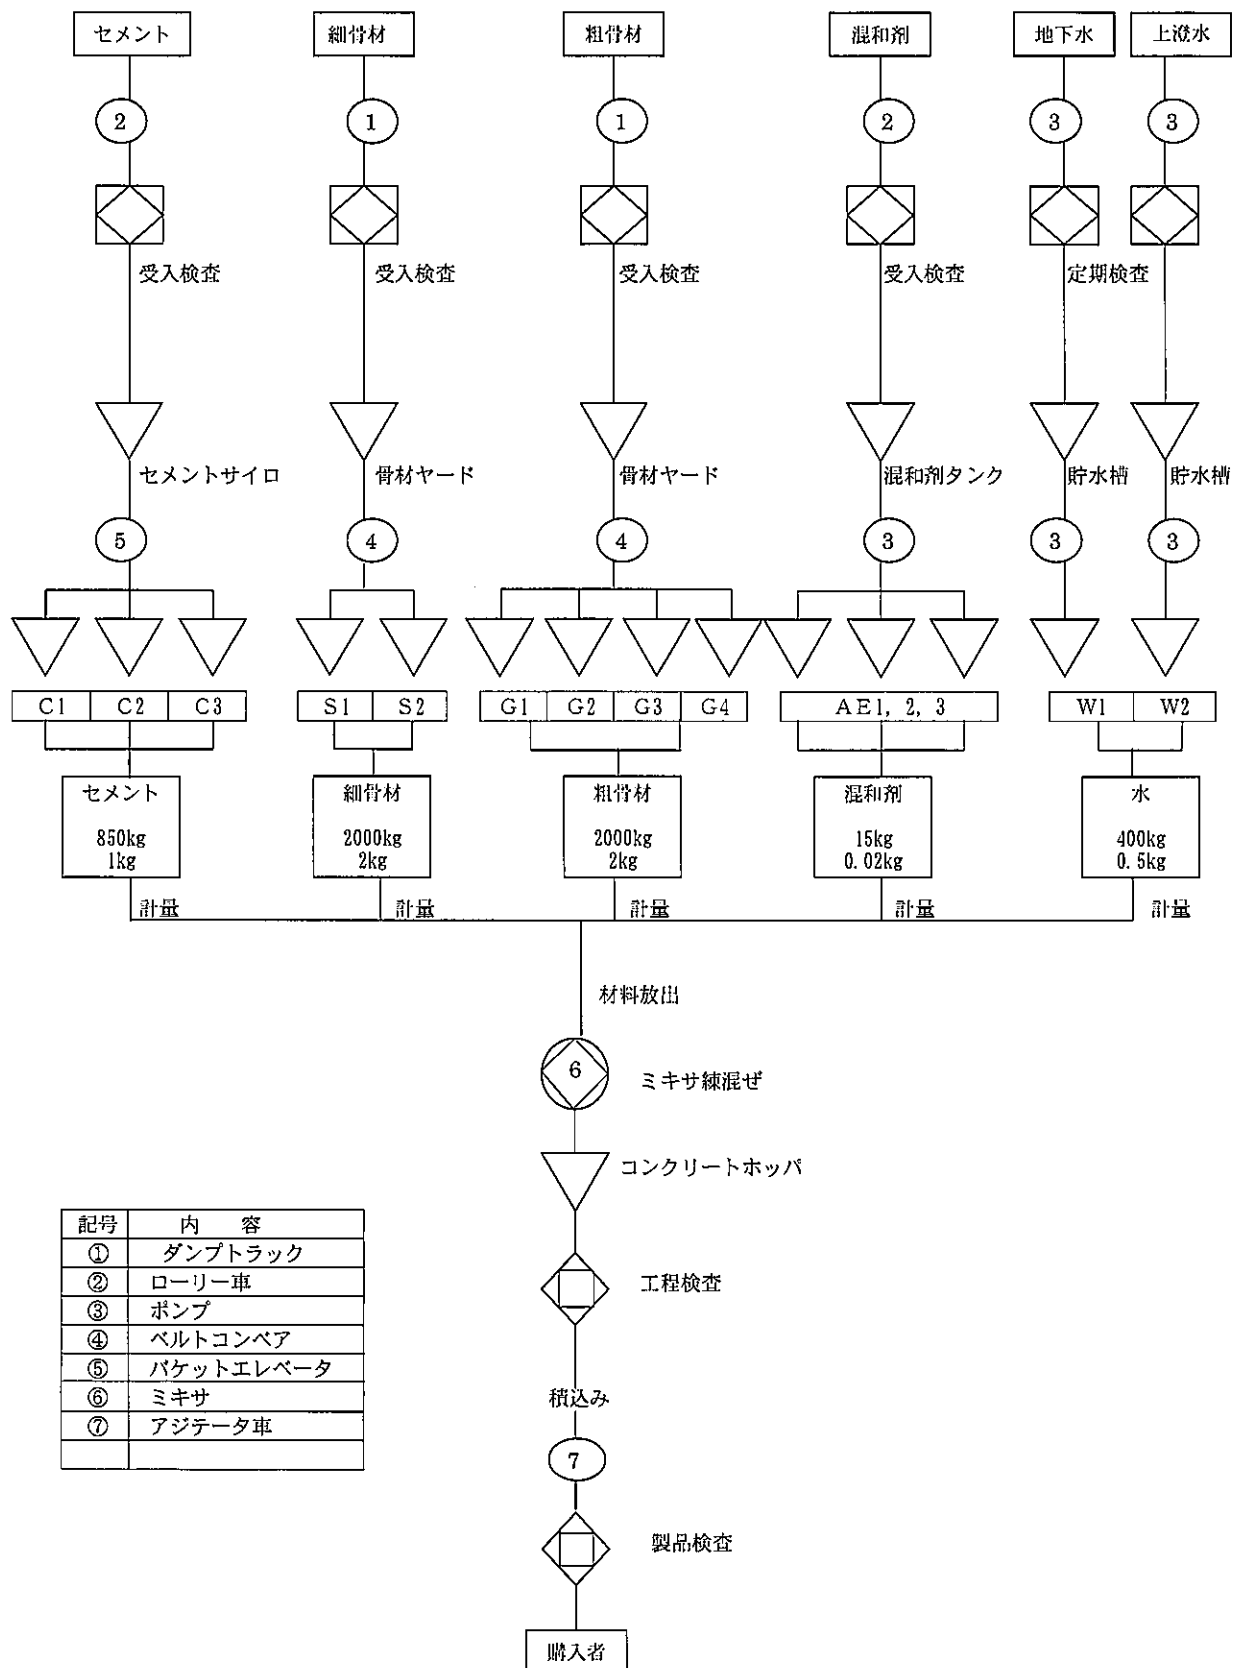 セメント 細骨材 粗骨材 混和剤 地下水 上澄水
2 1 1 2 3 3
受入検査 受入検査 受入検査 受入検査 定期検査
セメントサイロ 骨材ヤード 骨材ヤード 混和剤タンク 貯水槽 貯水槽
5 4 4 3 3 3
C1 C2 C3 S1 S2 G1 G2 G3 G4 AE1, 2, 3 W1 W2
セメント 細骨材 粗骨材 混和剤 水
850kg 2000kg 2000kg 15kg 400kg
1kg 2kg 2kg 0.02kg 0.5kg
計量 計量 計量 計量 計量
材料放出
6 ミキサ練混ぜ
コンクリートホッパ
記号 内 容
① ダンプトラック
② ローリー車
③ ポンプ
④ ベルトコンベア
⑤ バケットエレベータ
⑥ ミキサ
⑦ アジテータ車
工程検査
積込み
7
製品検査
購入者